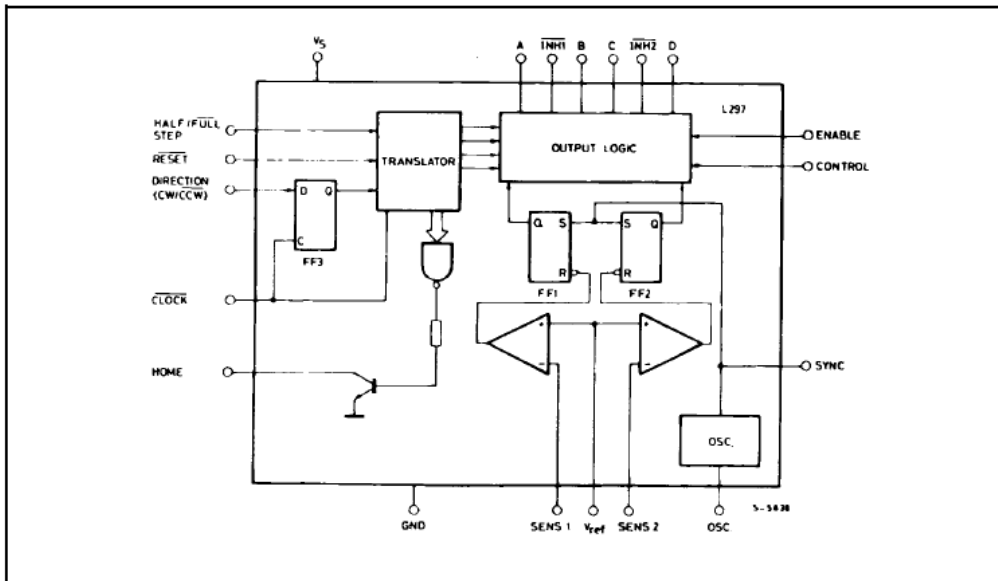 Vs
A
INH1
B
C
INH2
D
L297
HALF/FULL
STEP
RESET
DIRECTION
(CW/CCW)
CLOCK
HOME
TRANSLATOR
OUTPUT LOGIC
ENABLE
CONTROL
D Q
C
FF3
Q S
R
FF1
S Q
R
FF2
+
-
+
-
SYNC
OSC.
GND
SENS 1
Vref
SENS 2
OSC.
S-5838